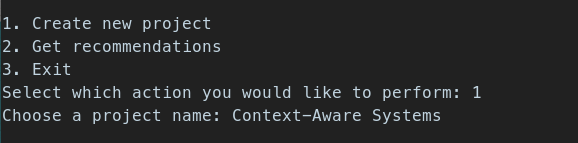 1. Create new project
2. Get recommendations
3. Exit
Select which action you would like to perform: 1
Choose a project name: Context-Aware Systems